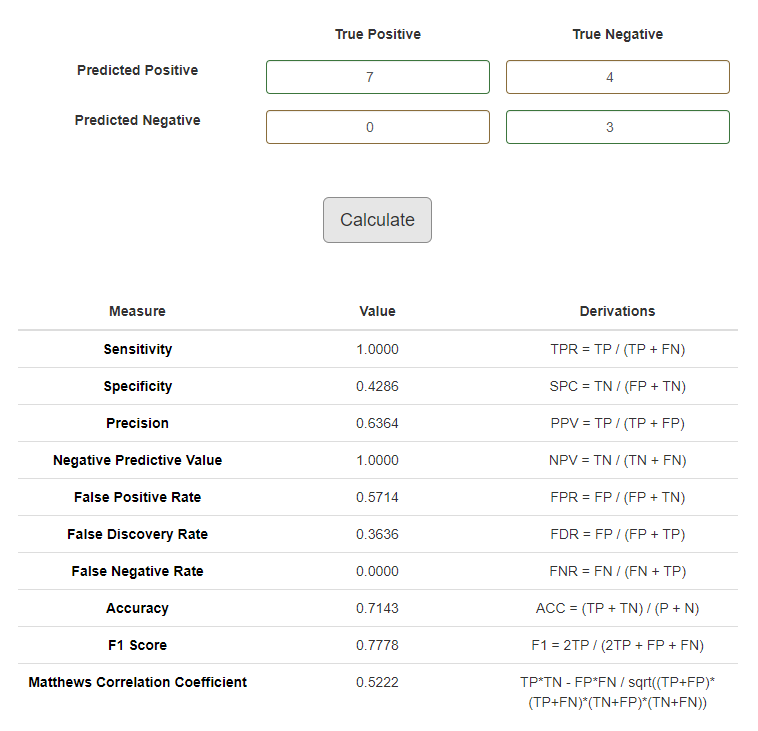 True Positive True Negative
Predicted Positive 7 4
Predicted Negative 0 3
Calculate
Measure Value Derivations
Sensitivity 1.0000 TPR = TP / (TP + FN)
Specificity 0.4286 SPC = TN / (FP + TN)
Precision 0.6364 PPV = TP / (TP + FP)
Negative Predictive Value 1.0000 NPV = TN / (TN + FN)
False Positive Rate 0.5714 FPR = FP / (FP + TN)
False Discovery Rate 0.3636 FDR = FP / (FP + TP)
False Negative Rate 0.0000 FNR = FN / (FN + TP)
Accuracy 0.7143 ACC = (TP + TN) / (P + N)
F1 Score 0.7778 F1 = 2TP / (2TP + FP + FN)
Matthews Correlation Coefficient 0.5222 TP*TN - FP*FN / sqrt((TP+FP)*
(TP+FN)*(TN+FP)*(TN+FN))